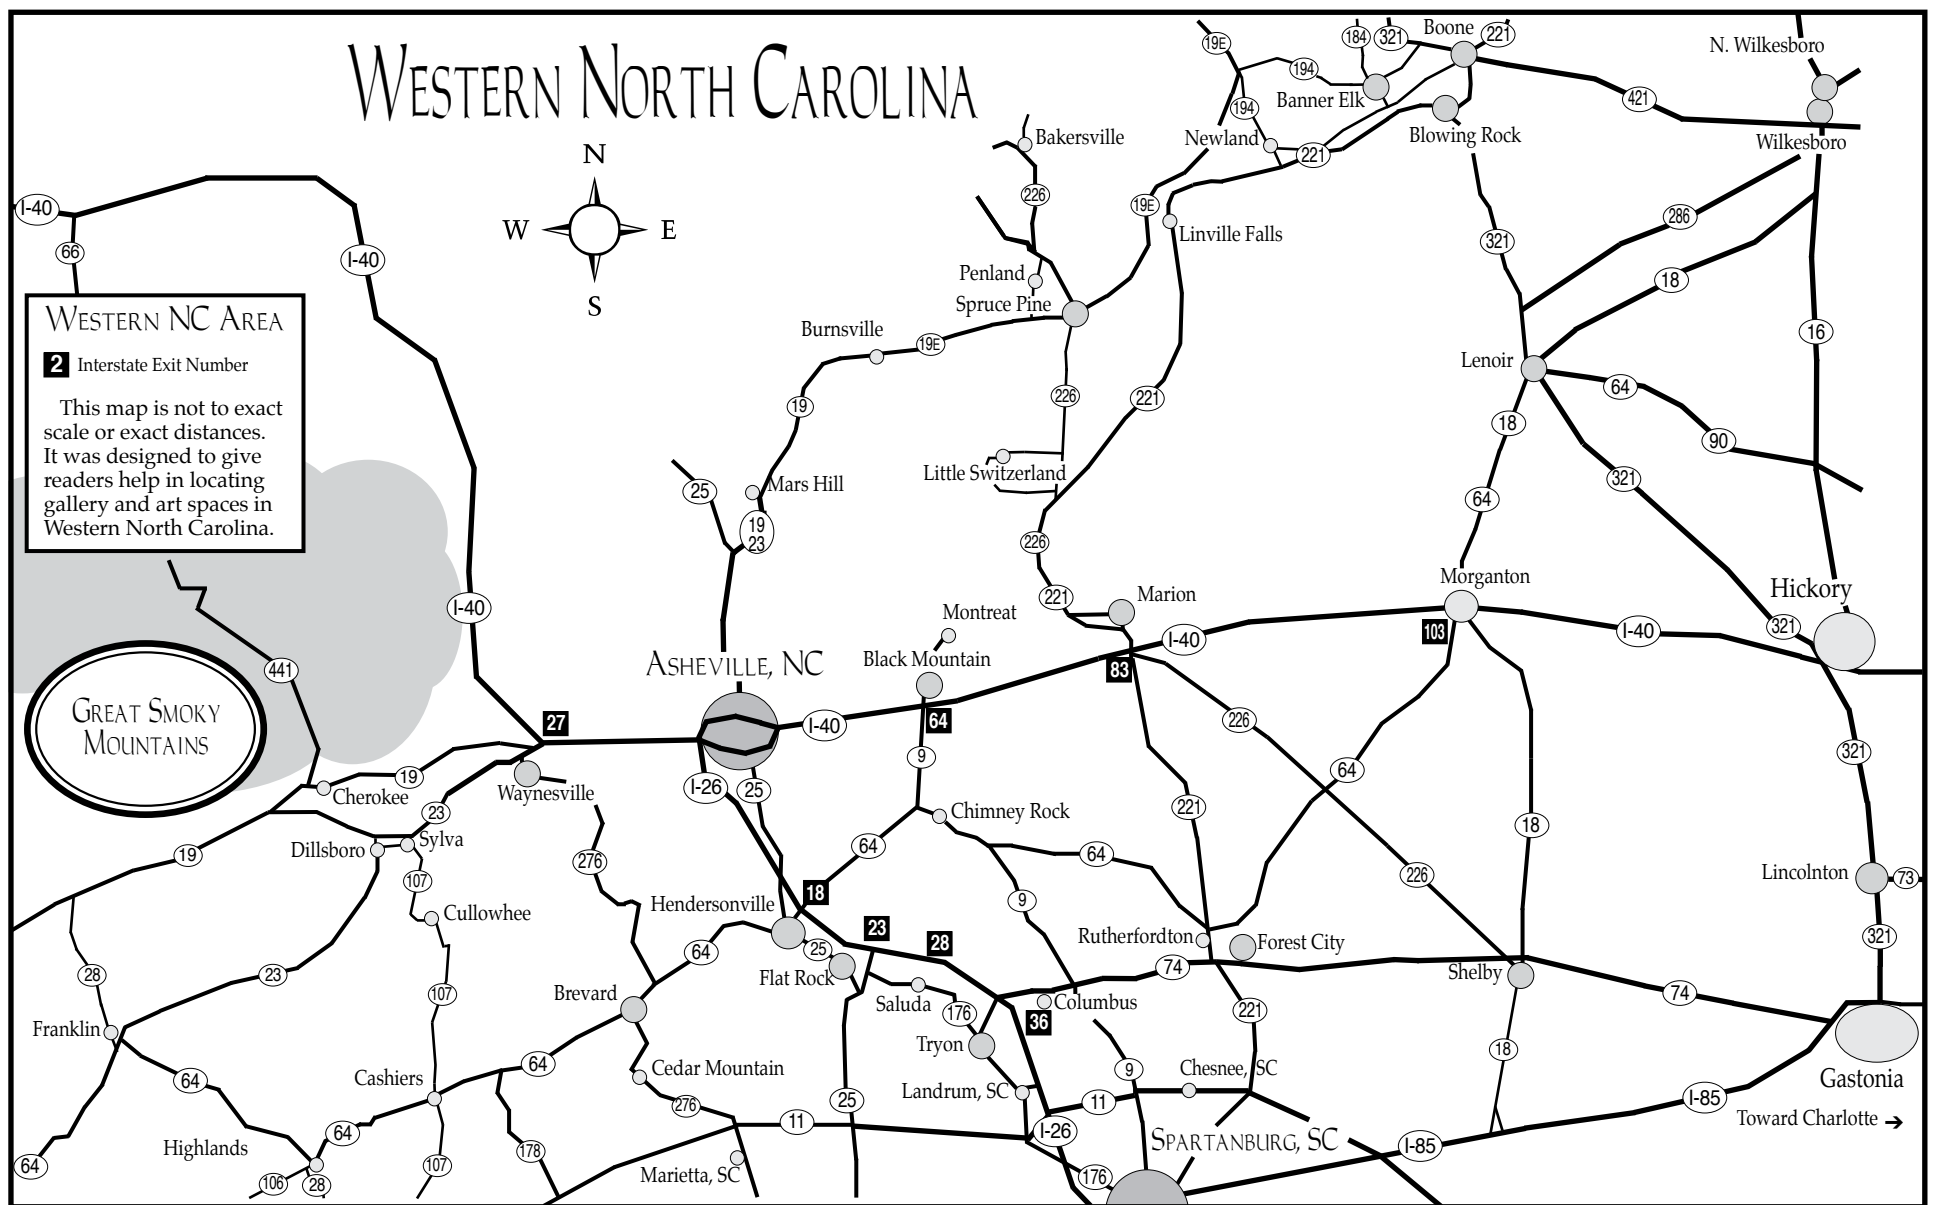 WESTERN NORTH CAROLINA
N
W E
S
WESTERN NC AREA
2 Interstate Exit Number
This map is not to exact
scale or exact distances.
It was designed to give
readers help in locating
gallery and art spaces in
Western North Carolina.
GREAT SMOKY
MOUNTAINS
I-40
66
I-40
I-40
441
27
19
Cherokee
Waynesville
23
Sylva
Dillsboro
19
107
Cullowhee
28
23
107
Franklin
64
64
Highlands
106
28
64
Cashiers
107
64
178
276
Brevard
64
Cedar Mountain
276
11
Marietta, SC
25
ASHEVILLE, NC
25
19
23
Mars Hill
19
Burnsville
19E
I-26
25
I-40
Black Mountain
Montreat
64
9
Chimney Rock
64
18
Hendersonville
25
Flat Rock
23
28
Saluda
176
Tryon
Landrum, SC
36
Columbus
9
64
74
Rutherfordton
Forest City
221
9
11
Chesnee, SC
I-26
176
SPARTANBURG, SC
I-85
I-85
Bakersville
226
Penland
Spruce Pine
19E
Linville Falls
226
221
Little Switzerland
226
221
Marion
83
I-40
226
221
64
226
19E
194
194
Newland
184
321
Boone
221
Banner Elk
221
Blowing Rock
421
N. Wilkesboro
Wilkesboro
321
286
18
16
Lenoir
64
90
18
321
64
Morganton
103
I-40
Hickory
321
321
18
Lincolnton
73
321
Shelby
74
18
Gastonia
Toward Charlotte ➔